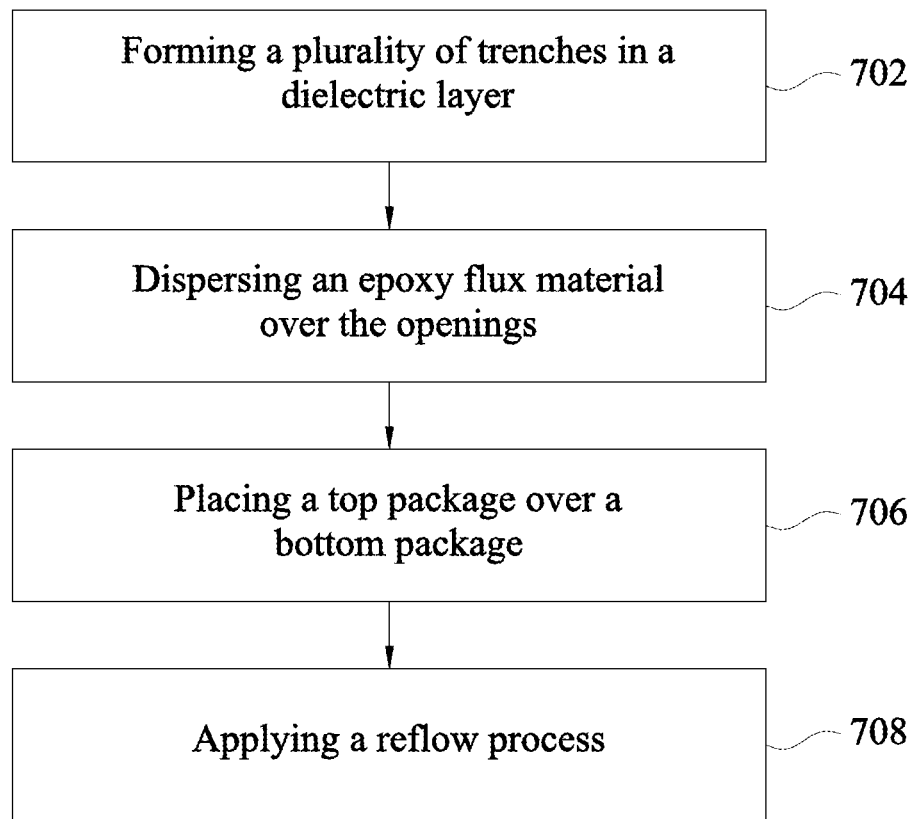 Forming a plurality of trenches in a
dielectric layer
702
Dispersing an epoxy flux material
over the openings
704
Placing a top package over a
bottom package
706
Applying a reflow process
708